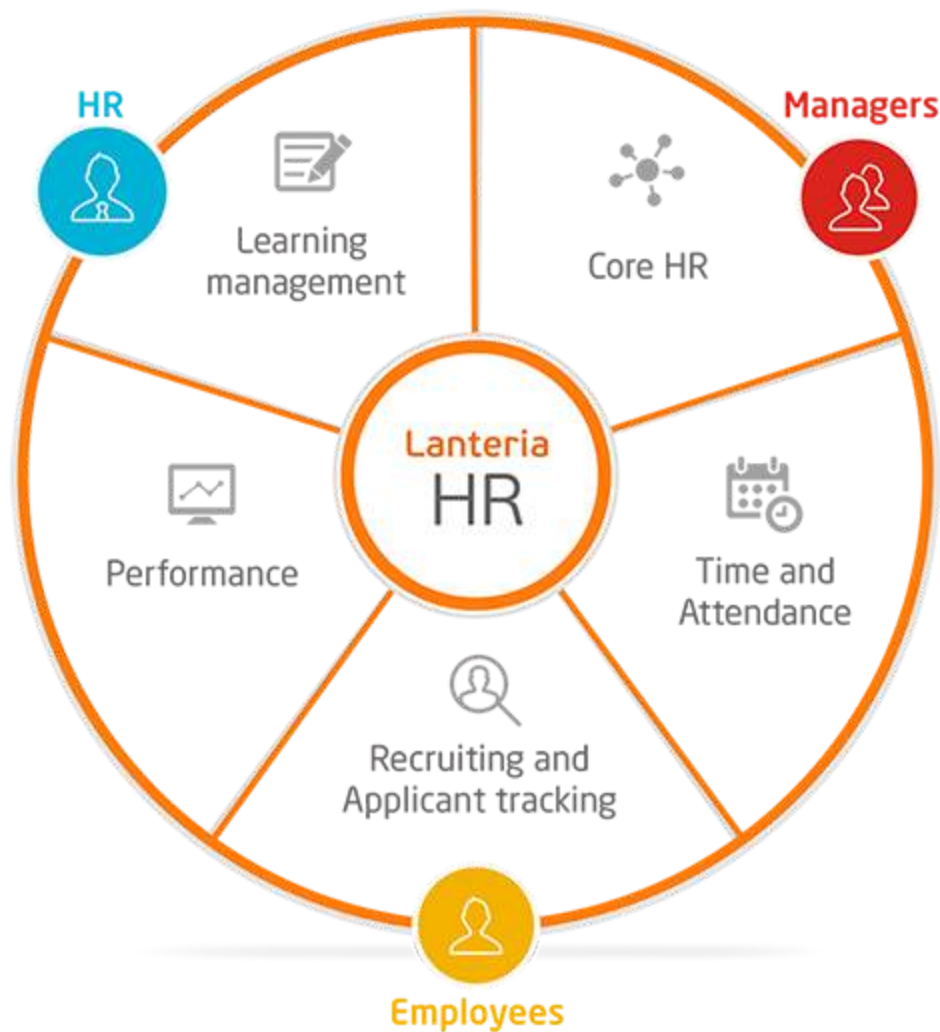 HR
Managers
Learning
management
Core HR
Lanteria
HR
Performance
Time and
Attendance
Recruiting and
Applicant tracking
Employees